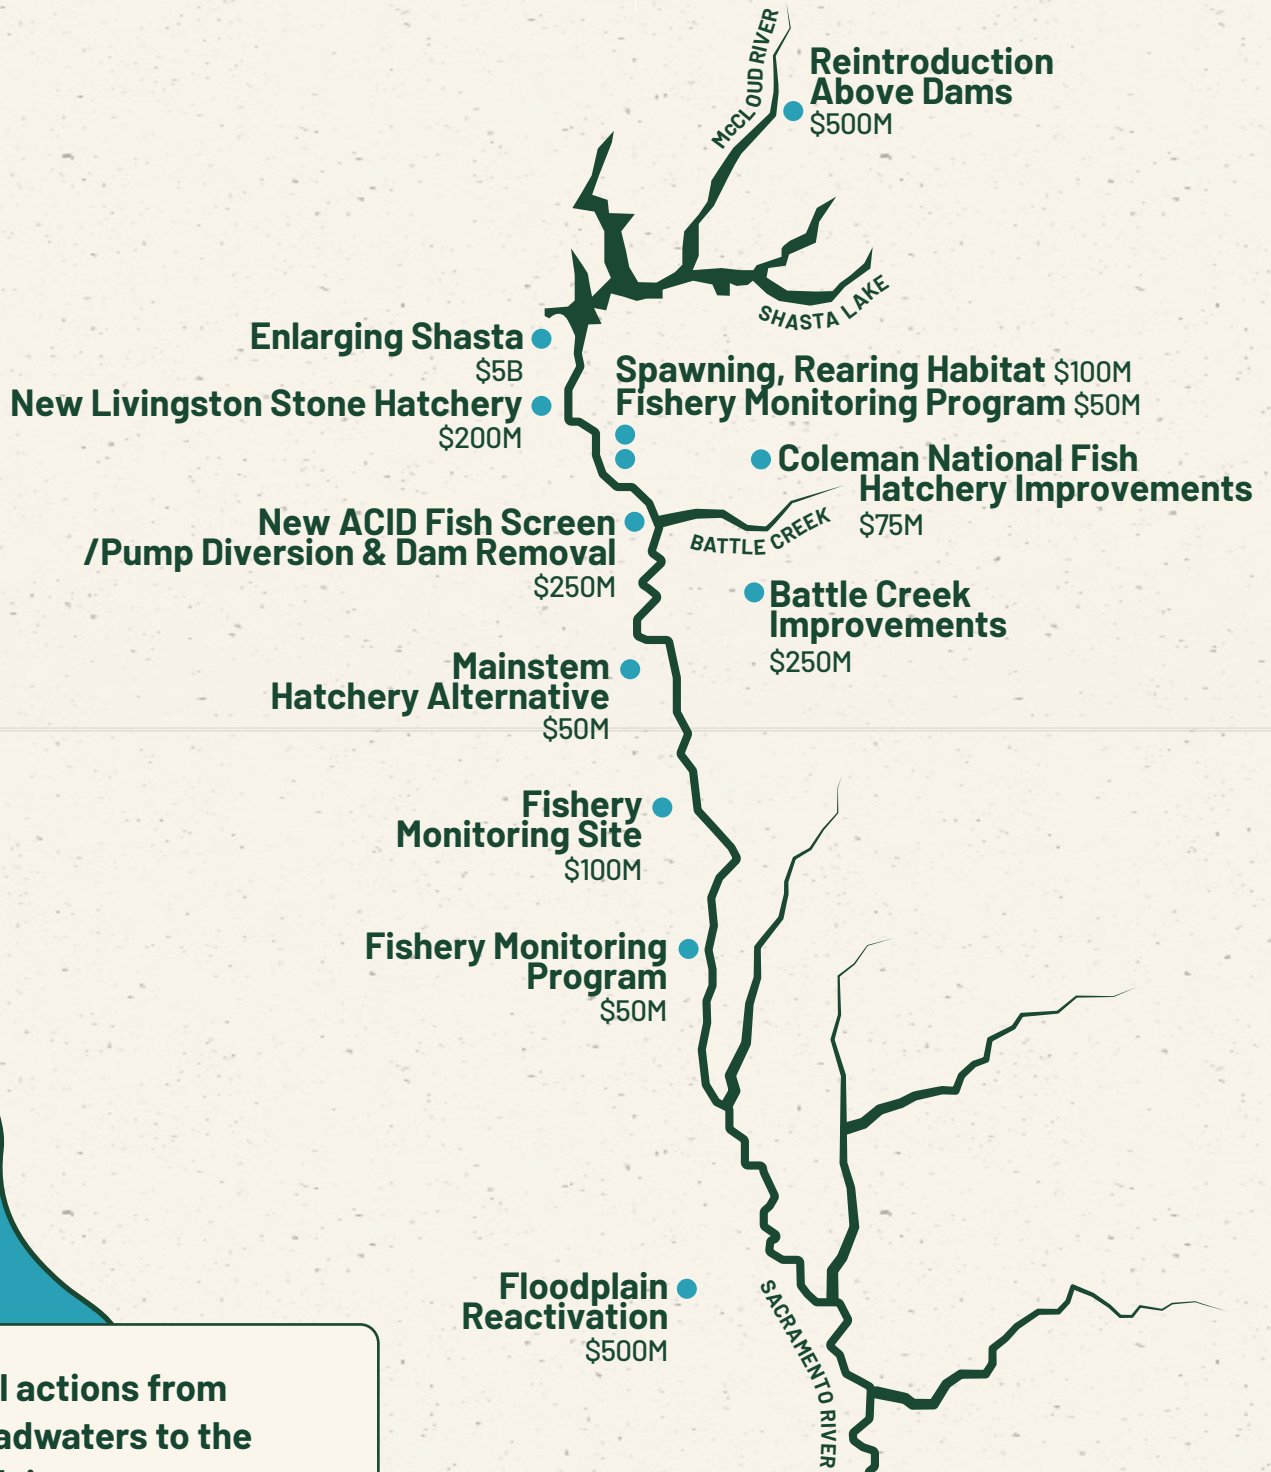 McCLOUD RIVER
Reintroduction
Above Dams
$500M
SHASTA LAKE
Enlarging Shasta
$5B
New Livingston Stone Hatchery
$200M
Spawning, Rearing Habitat $100M
Fishery Monitoring Program $50M
Coleman National Fish
Hatchery Improvements
$75M
New ACID Fish Screen
/Pump Diversion & Dam Removal
$250M
BATTLE CREEK
Battle Creek
Improvements
$250M
Mainstem
Hatchery Alternative
$50M
Fishery
Monitoring Site
$100M
Fishery Monitoring
Program
$50M
Floodplain
Reactivation
$500M
SACRAMENTO RIVER
l actions from
adwaters to the